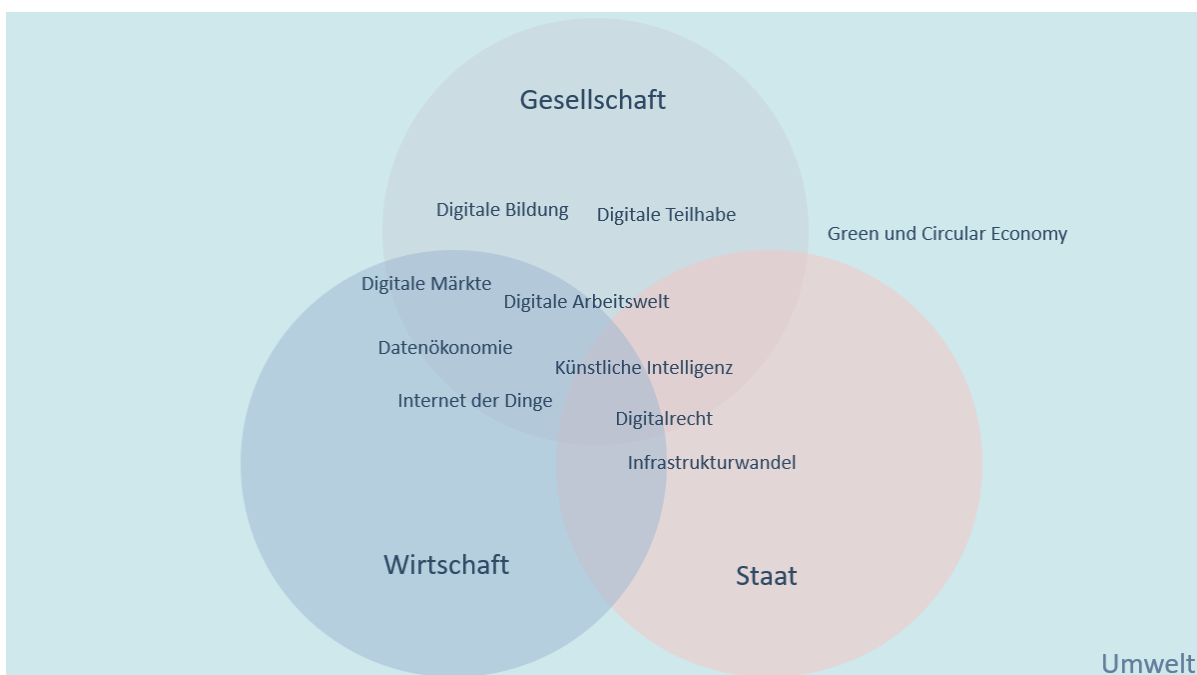 Gesellschaft
Digitale Bildung
Digitale Teilhabe
Green und Circular Economy
Digitale Märkte
Digitale Arbeitswelt
Datenökonomie
Künstliche Intelligenz
Internet der Dinge
Digitalrecht
Infrastrukturwandel
Wirtschaft
Staat
Umwelt